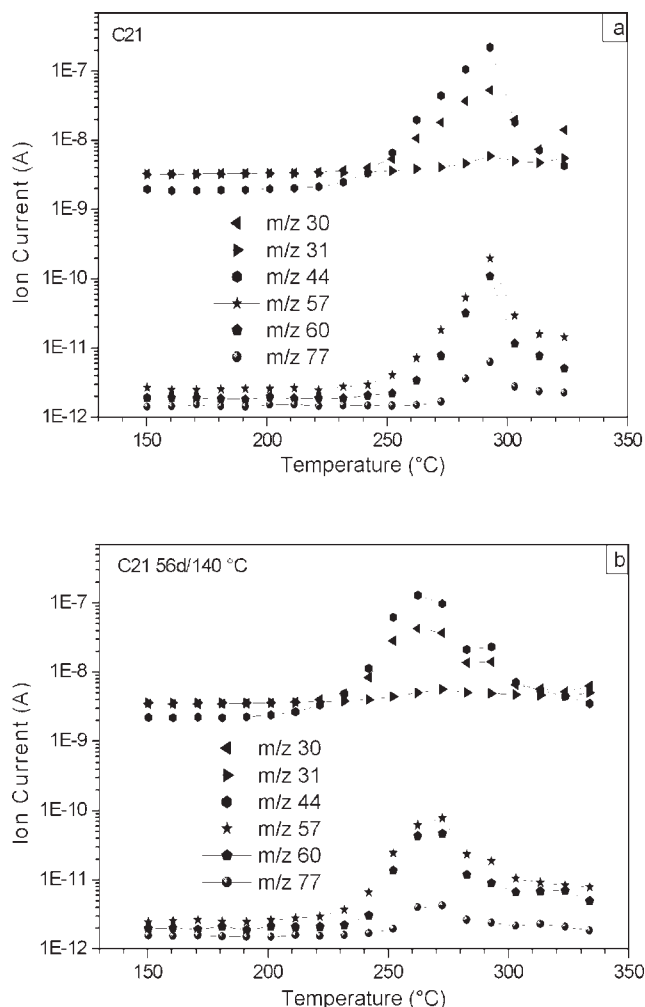 C21
a
1E-7
1E-8
1E-9
1E-10
1E-11
1E-12
Ion Current (A)
m/z 30
m/z 31
m/z 44
m/z 57
m/z 60
m/z 77
150 200 250 300 350
Temperature (°C)
C21 56d/140 °C
b
1E-7
1E-8
1E-9
1E-10
1E-11
1E-12
Ion Current (A)
m/z 30
m/z 31
m/z 44
m/z 57
m/z 60
m/z 77
150 200 250 300 350
Temperature (°C)